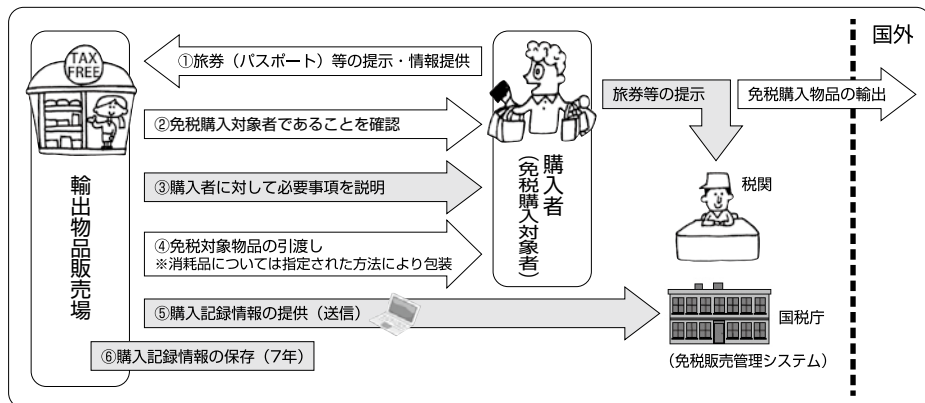 国外
TAX
FREE
①旅券（パスポート）等の提示・情報提供
旅券等の提示
免税購入物品の輸出
②免税購入対象者であることを確認
③購入者に対して必要事項を説明
④免税対象物品の引渡し
※消耗品については指定された方法により包装
輸出物品販売場
購入者
（免税購入対象者）
税関
⑤購入記録情報の提供（送信）
国税庁
（免税販売管理システム）
⑥購入記録情報の保存（7年）